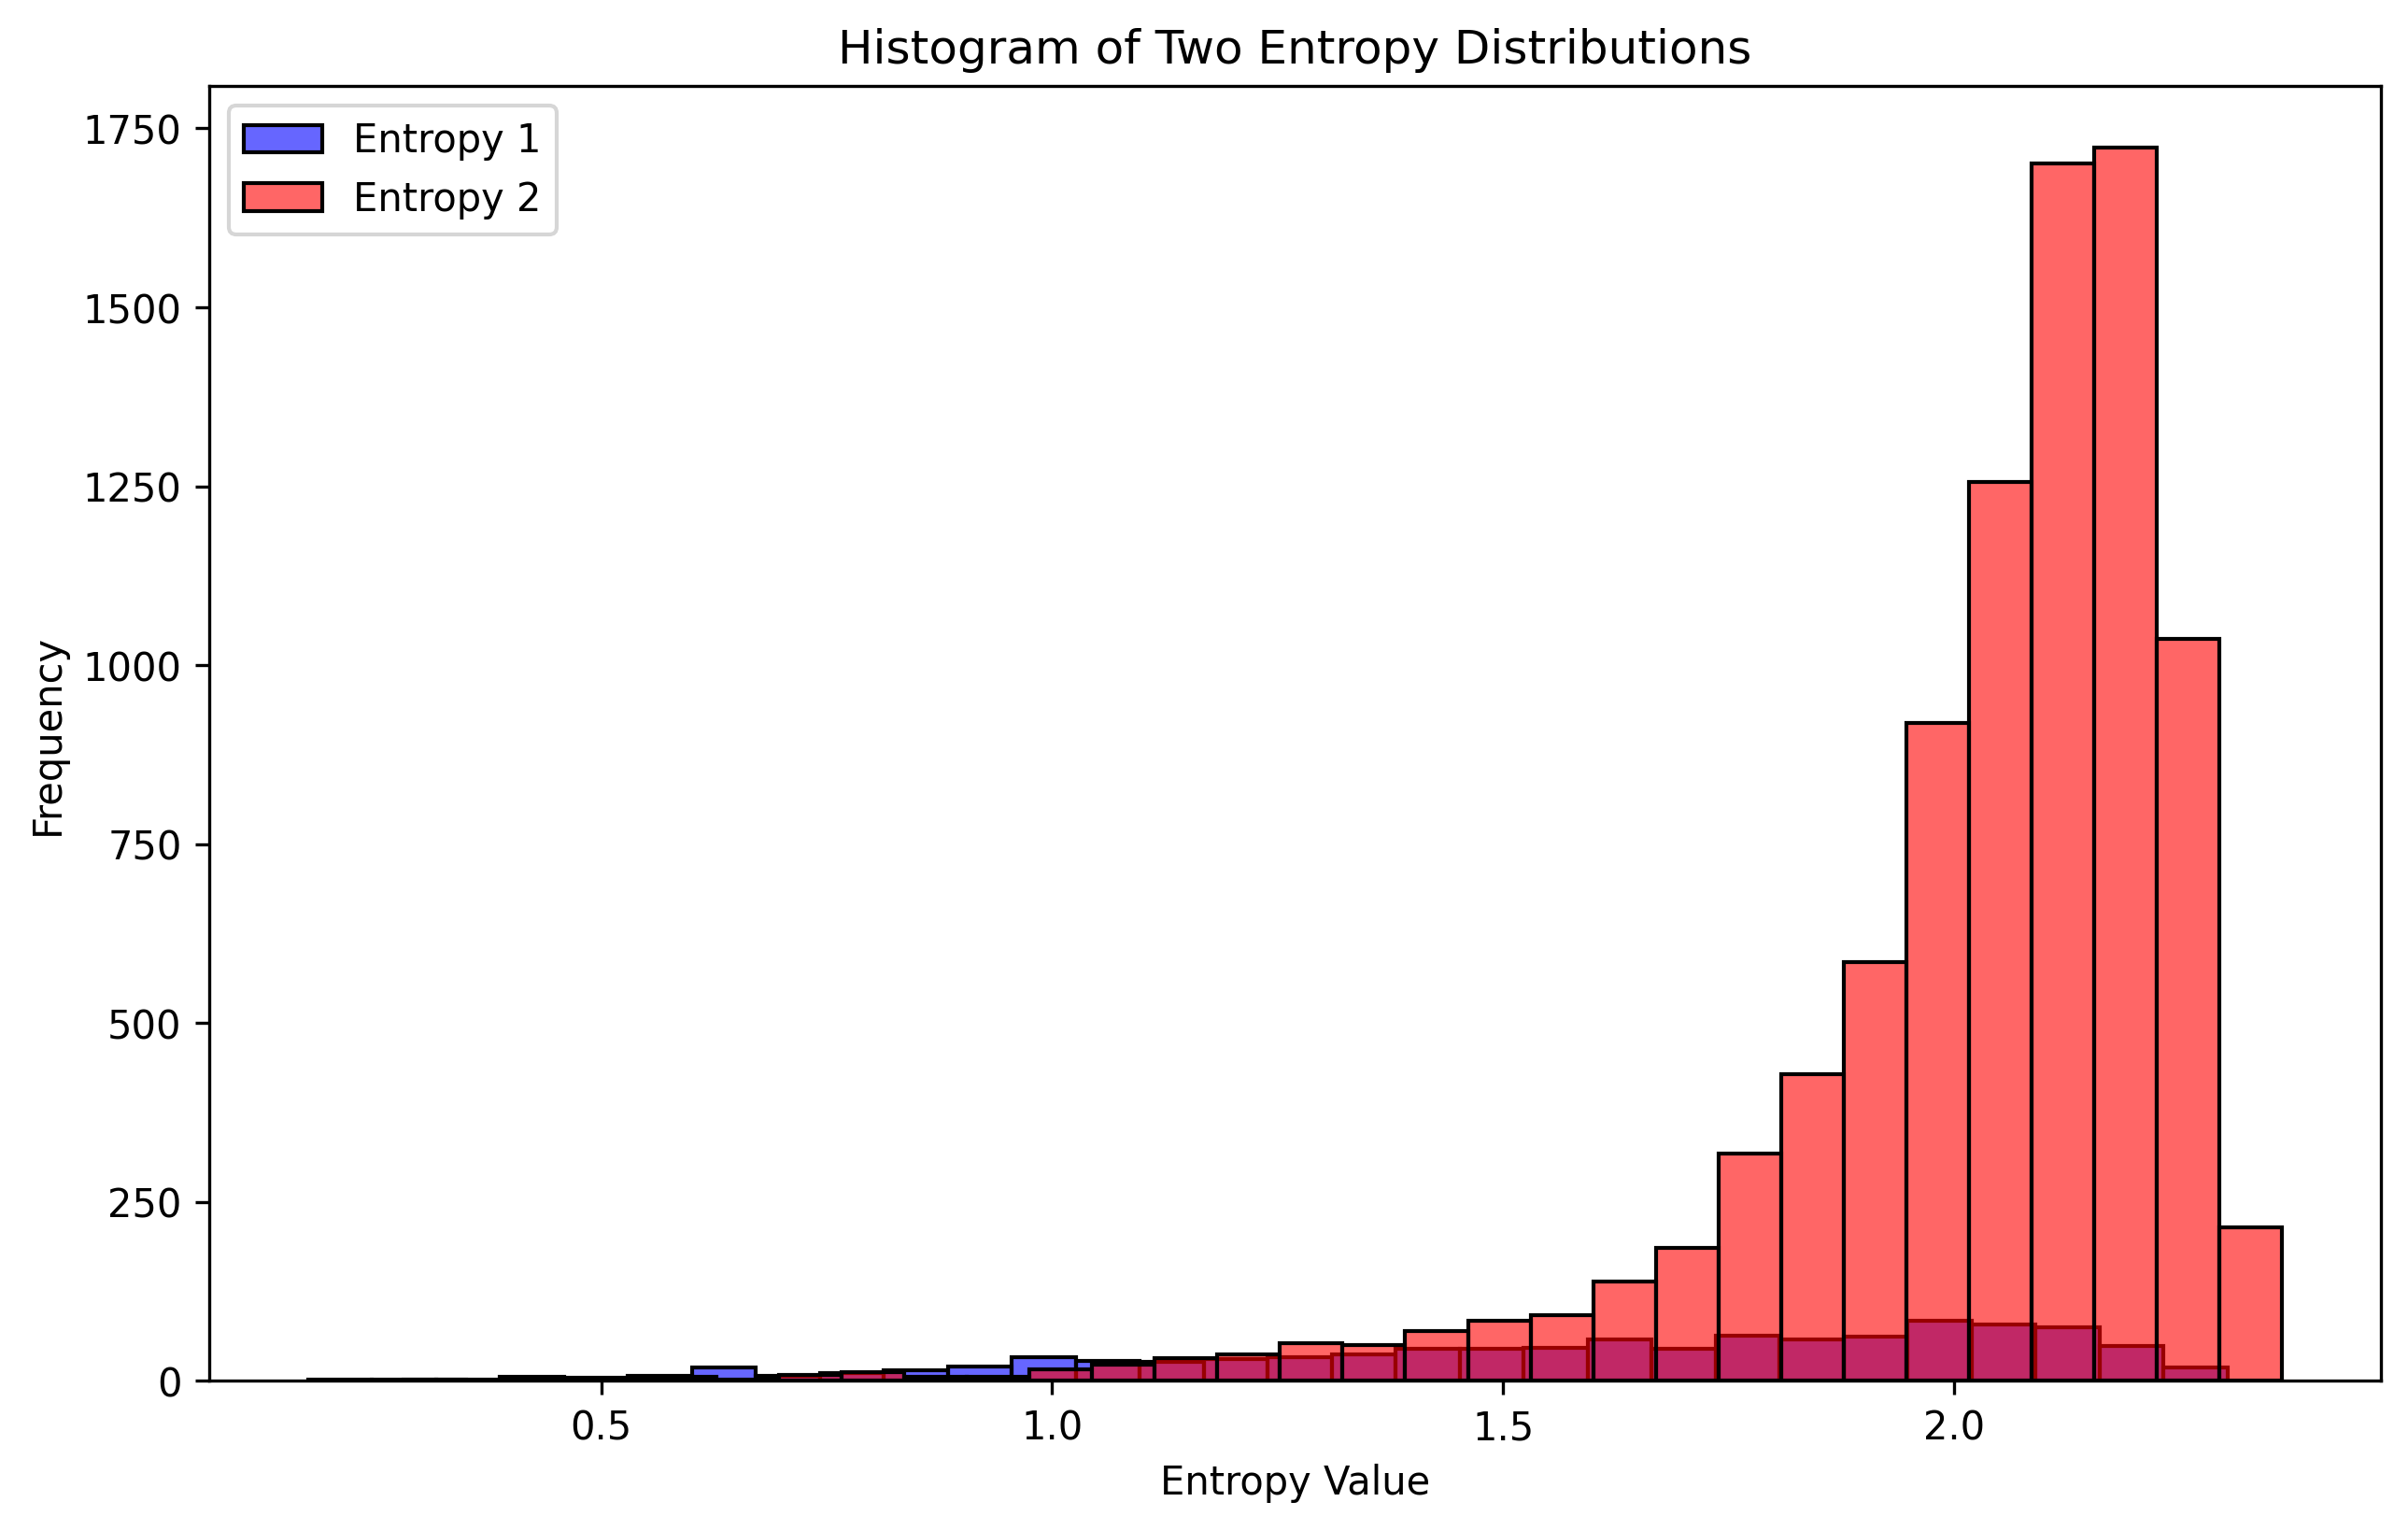 Histogram of Two Entropy Distributions
Entropy 1
Entropy 2
1750
1500
1250
1000
750
500
250
0
Frequency
0.5 1.0 1.5 2.0
Entropy Value